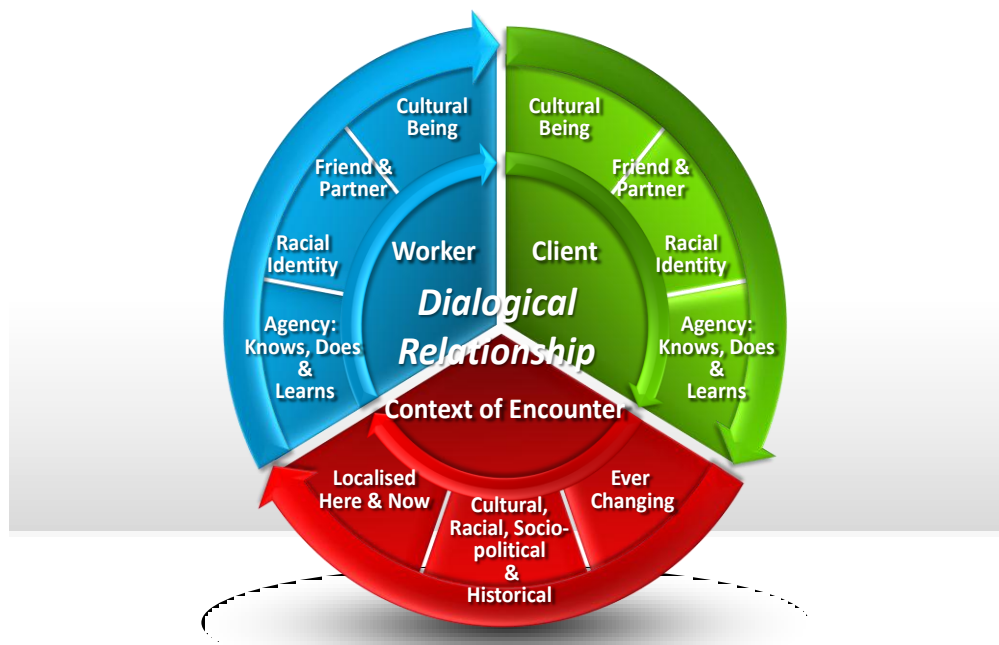 Cultural
Being
Friend &
Partner
Racial
Identity
Agency:
Knows, Does
&
Learns
Worker
Cultural
Being
Friend &
Partner
Racial
Identity
Agency:
Knows, Does
&
Learns
Client
Dialogical
Relationship
Context of Encounter
Localised
Here & Now
Cultural,
Racial, Socio-
political
&
Historical
Ever
Changing